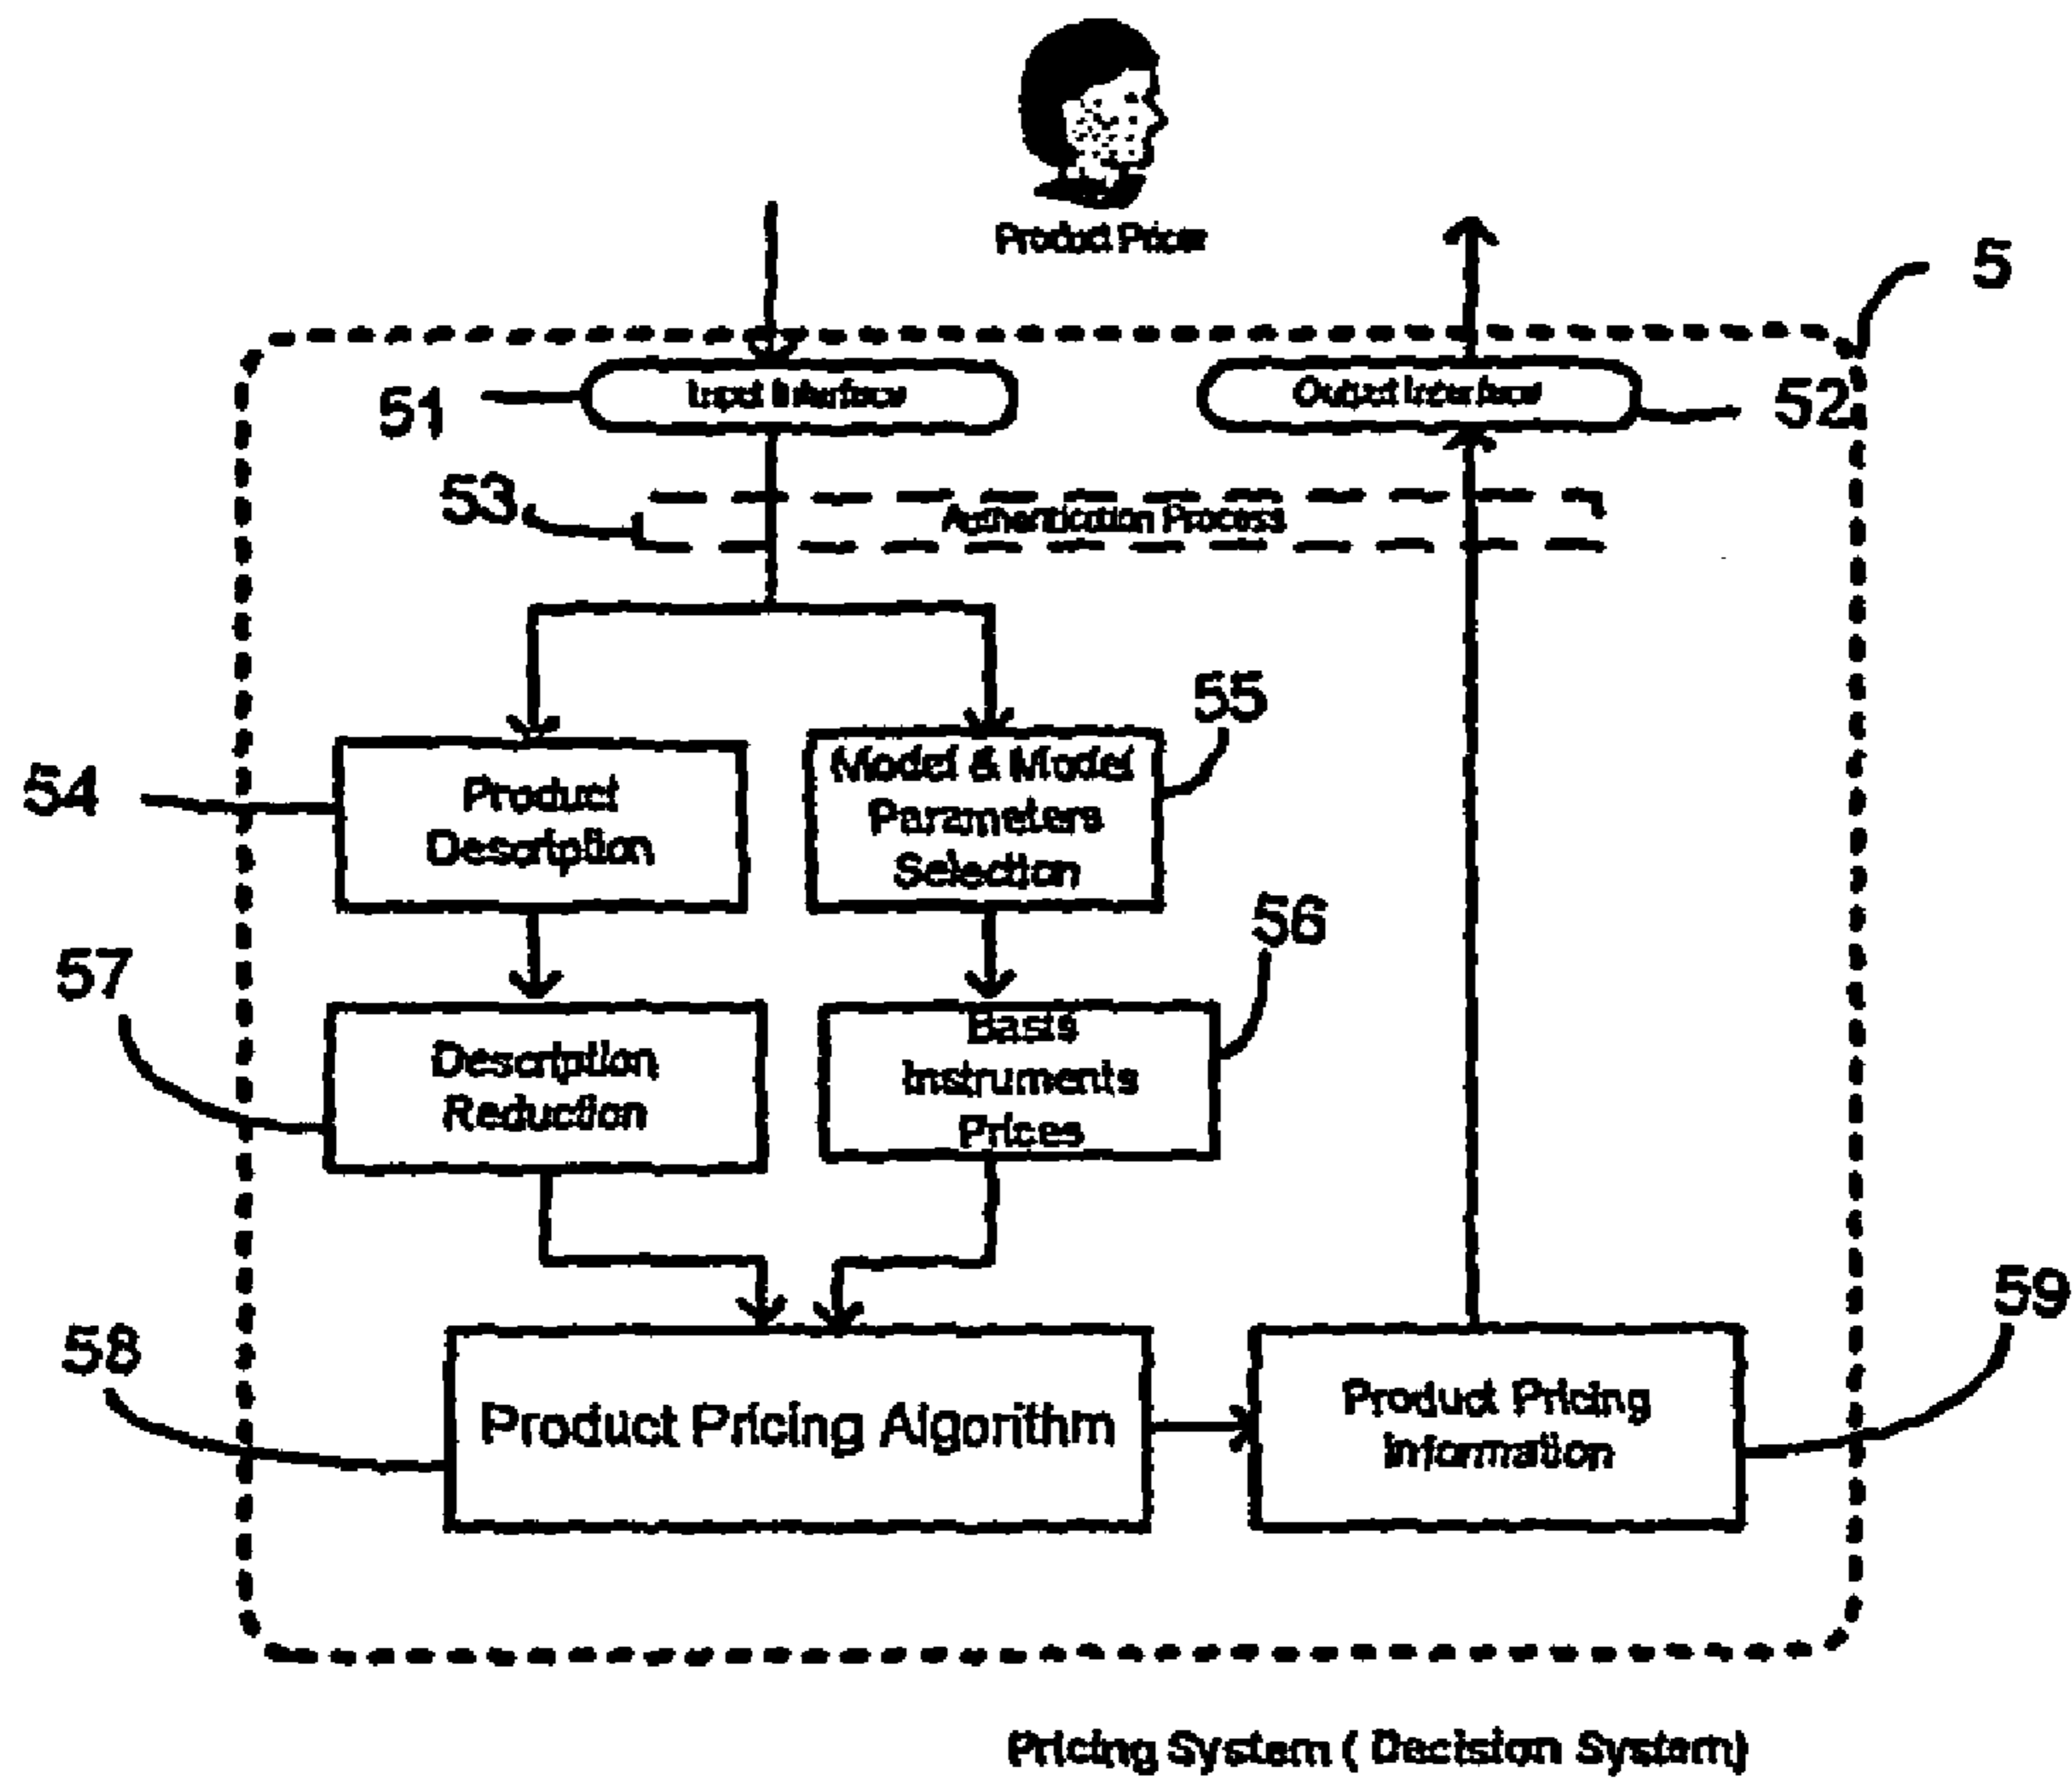 Product Pricer
5
Input Interface
Output Interface
51
52
53
Authentication Process
55
54
Product
Description
Model & Model
Parameters
Selection
56
57
Description
Reduction
Basis
Instruments
Prices
58
59
Product Pricing Algorithm
Product Pricing
Information
Pricing System ( Decision System)